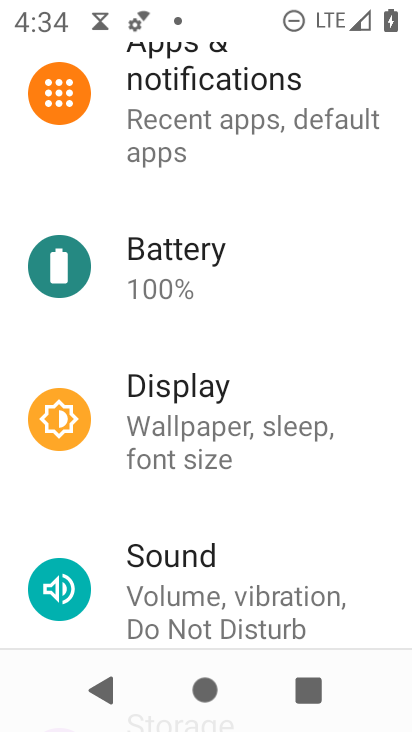 4:34 LTE
Apps &
notifications
Recent apps, default
apps
Battery
100%
Display
Wallpaper, sleep,
font size
Sound
Volume, vibration,
Do Not Disturb
Storage